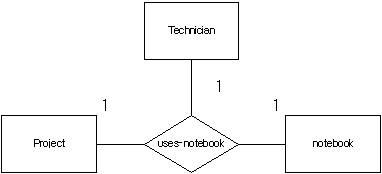 Technician
1
1
1
Project
uses-notebook
notebook